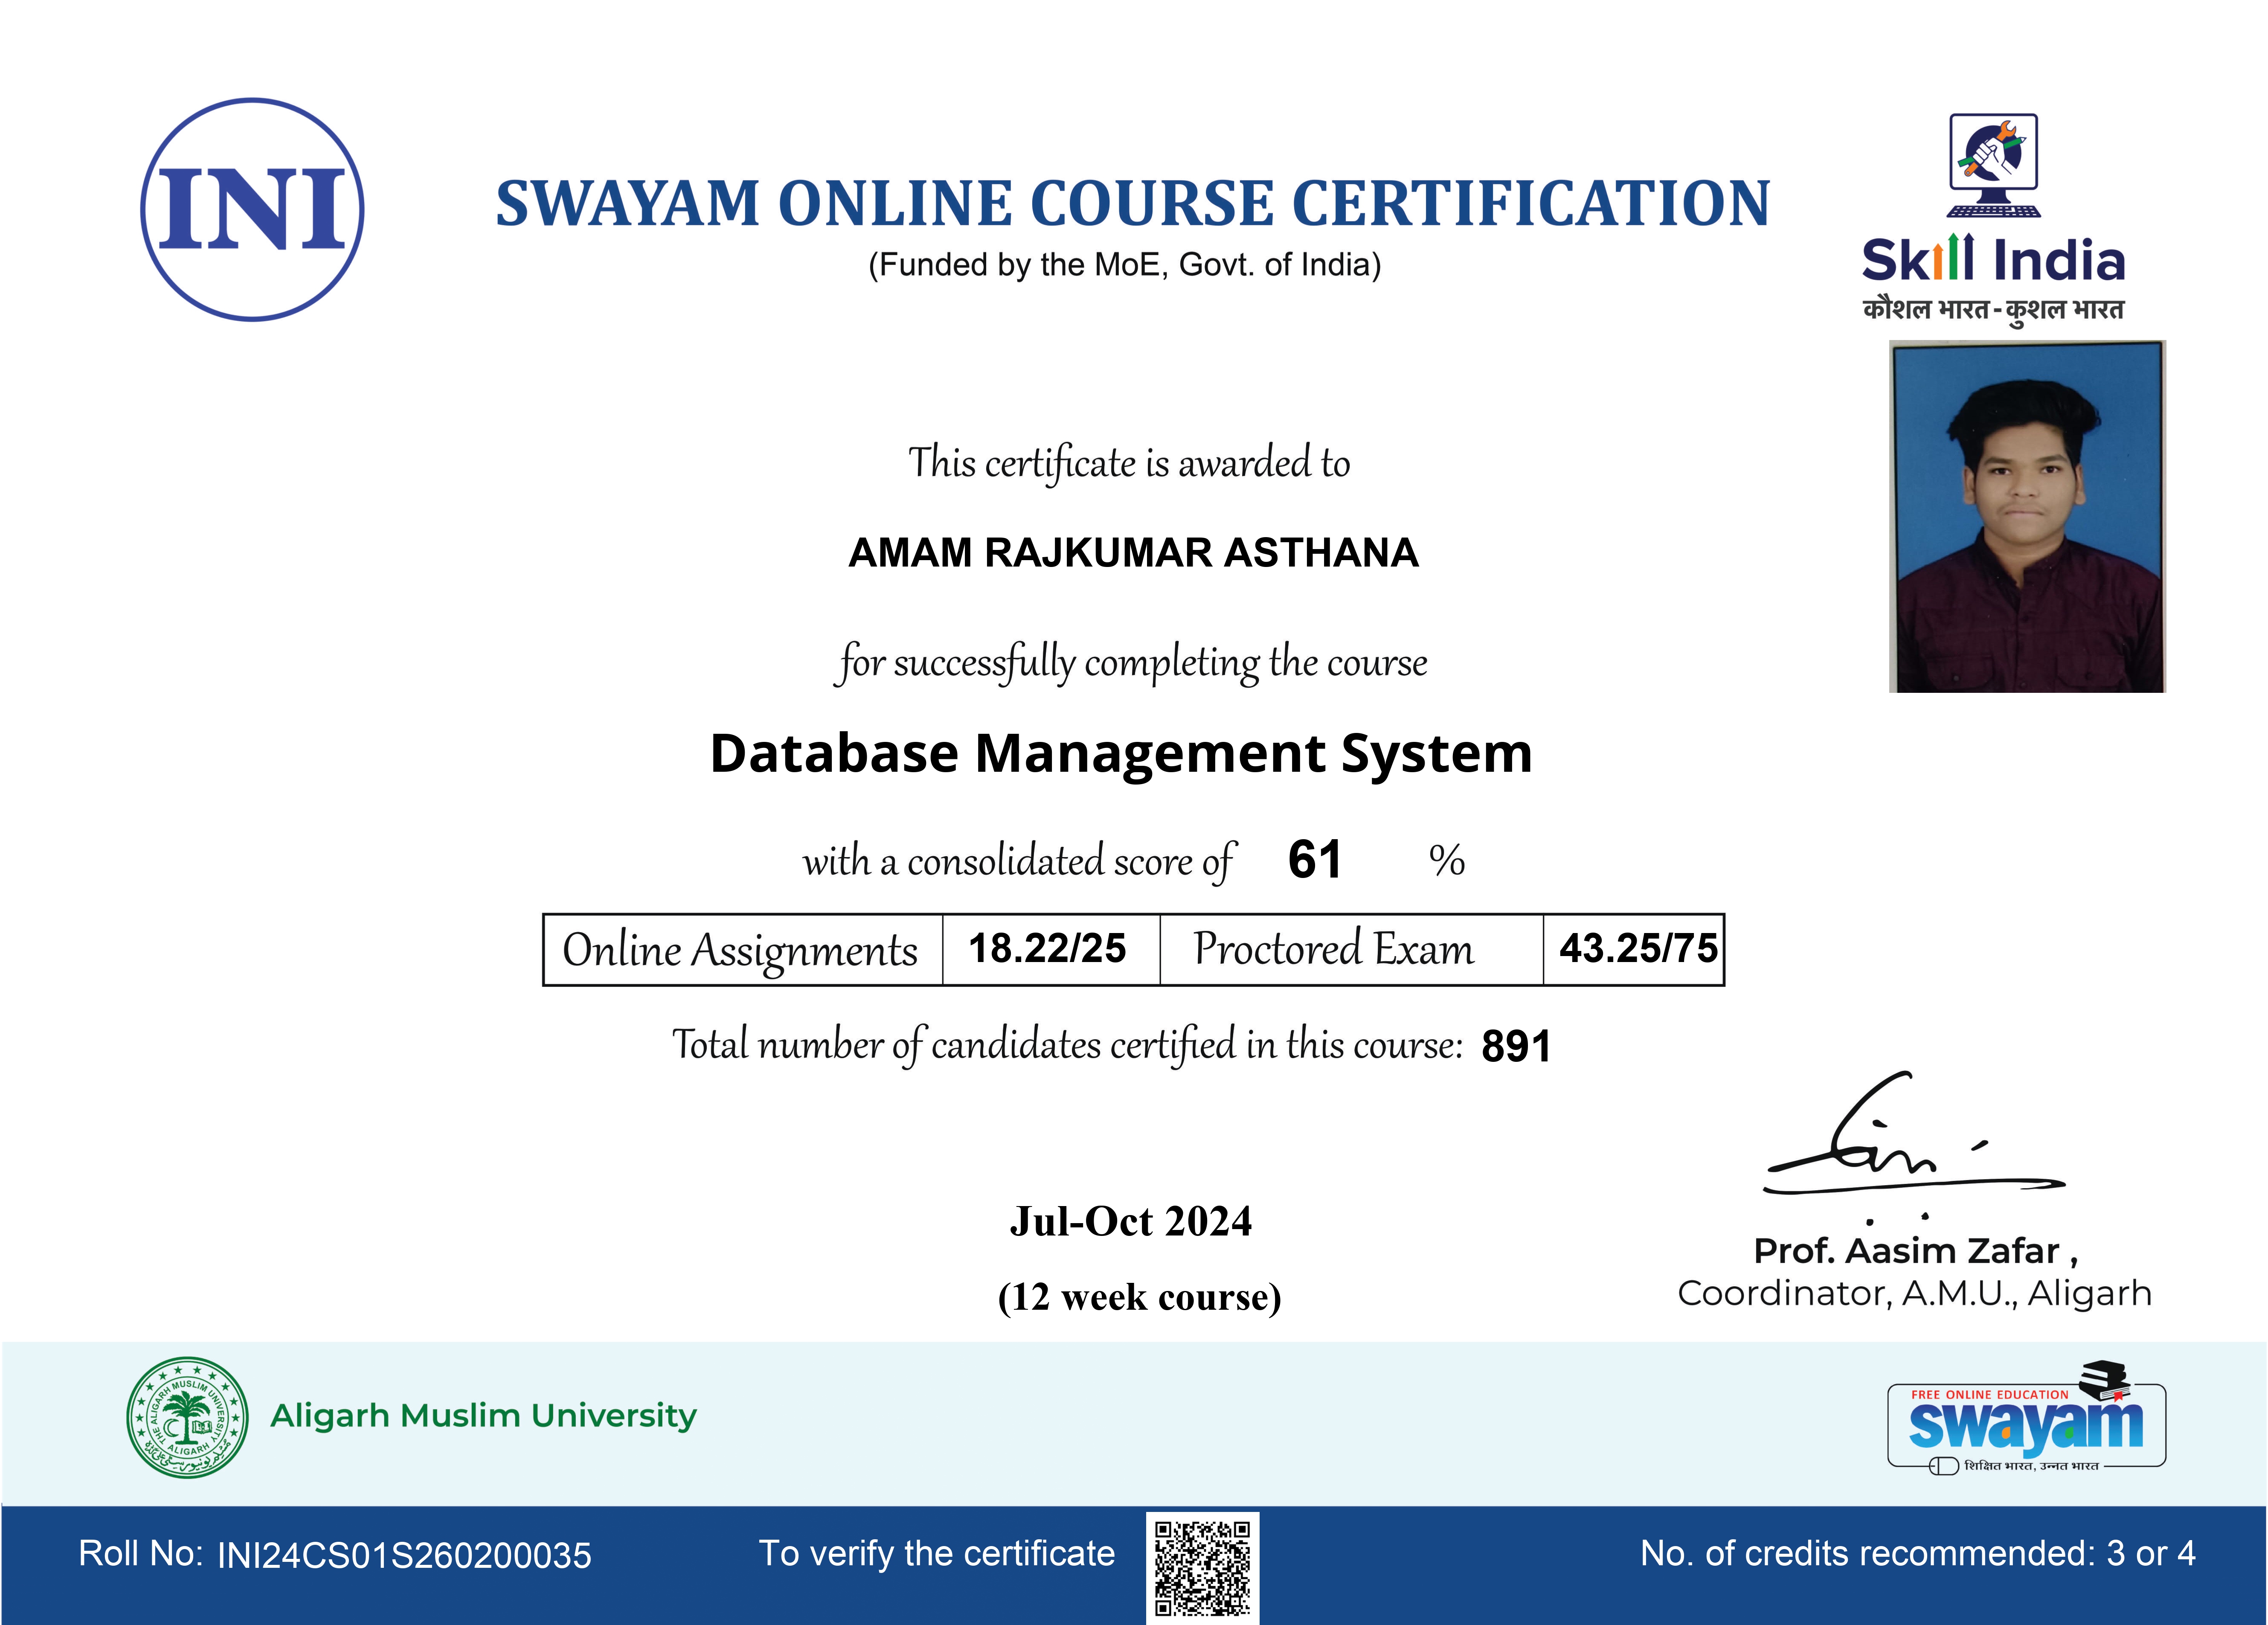 INI
SWAYAM ONLINE COURSE CERTIFICATION
(Funded by the MoE, Govt. of India)
Skill India
कौशल भारत - कुशल भारत
This certificate is awarded to
AMAM RAJKUMAR ASTHANA
for successfully completing the course
Database Management System
with a consolidated score of 61 %
Online Assignments 18.22/25 Proctored Exam 43.25/75
Total number of candidates certified in this course: 891
Jul-Oct 2024
(12 week course)
Prof. Aasim Zafar ,
Coordinator, A.M.U., Aligarh
THE ALIGARH MUSLIM UNIVERSITY
ALIGARH
Aligarh Muslim University
FREE ONLINE EDUCATION
swayam
शिक्षित भारत, उन्नत भारत
Roll No: INI24CS01S260200035
To verify the certificate
No. of credits recommended: 3 or 4